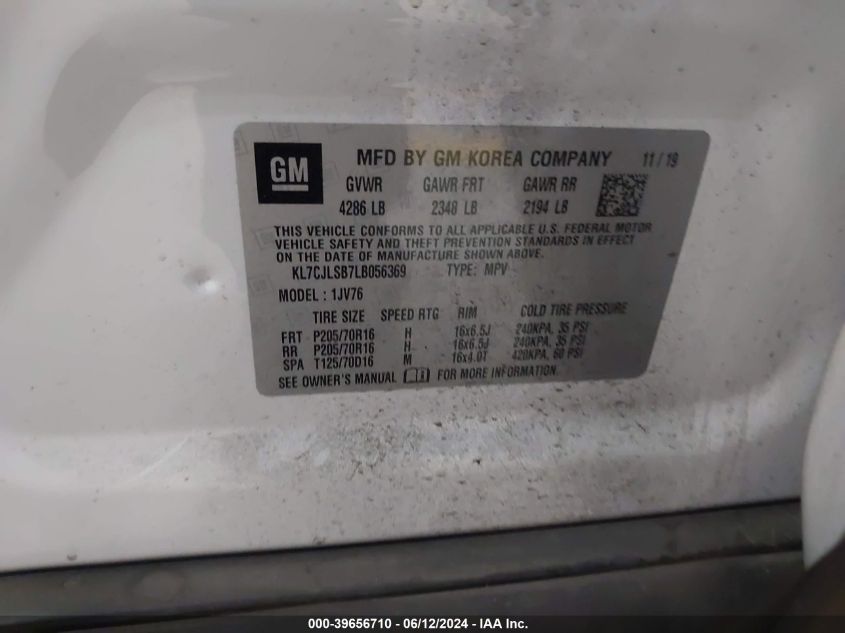 GM
MFD BY GM KOREA COMPANY 11/19
GVWR GAWR FRT GAWR RR
4286 LB 2348 LB 2194 LB
THIS VEHICLE CONFORMS TO ALL APPLICABLE U.S. FEDERAL MOTOR
VEHICLE SAFETY AND THEFT PREVENTION STANDARDS IN EFFECT
ON THE DATE OF MANUFACTURE SHOWN ABOVE.
KL7CJLSB7LB056369 TYPE: MPV
MODEL : 1JV76
TIRE SIZE SPEED RTG RIM COLD TIRE PRESSURE
FRT P205/70R16 H 16x6.5J 240KPA, 35 PSI
RR P205/70R16 H 16x6.5J 240KPA, 35 PSI
SPA T125/70D16 M 16x4.0T 420KPA, 60 PSI
SEE OWNER'S MANUAL FOR MORE INFORMATION.
000-39656710 - 06/12/2024 - IAA Inc.